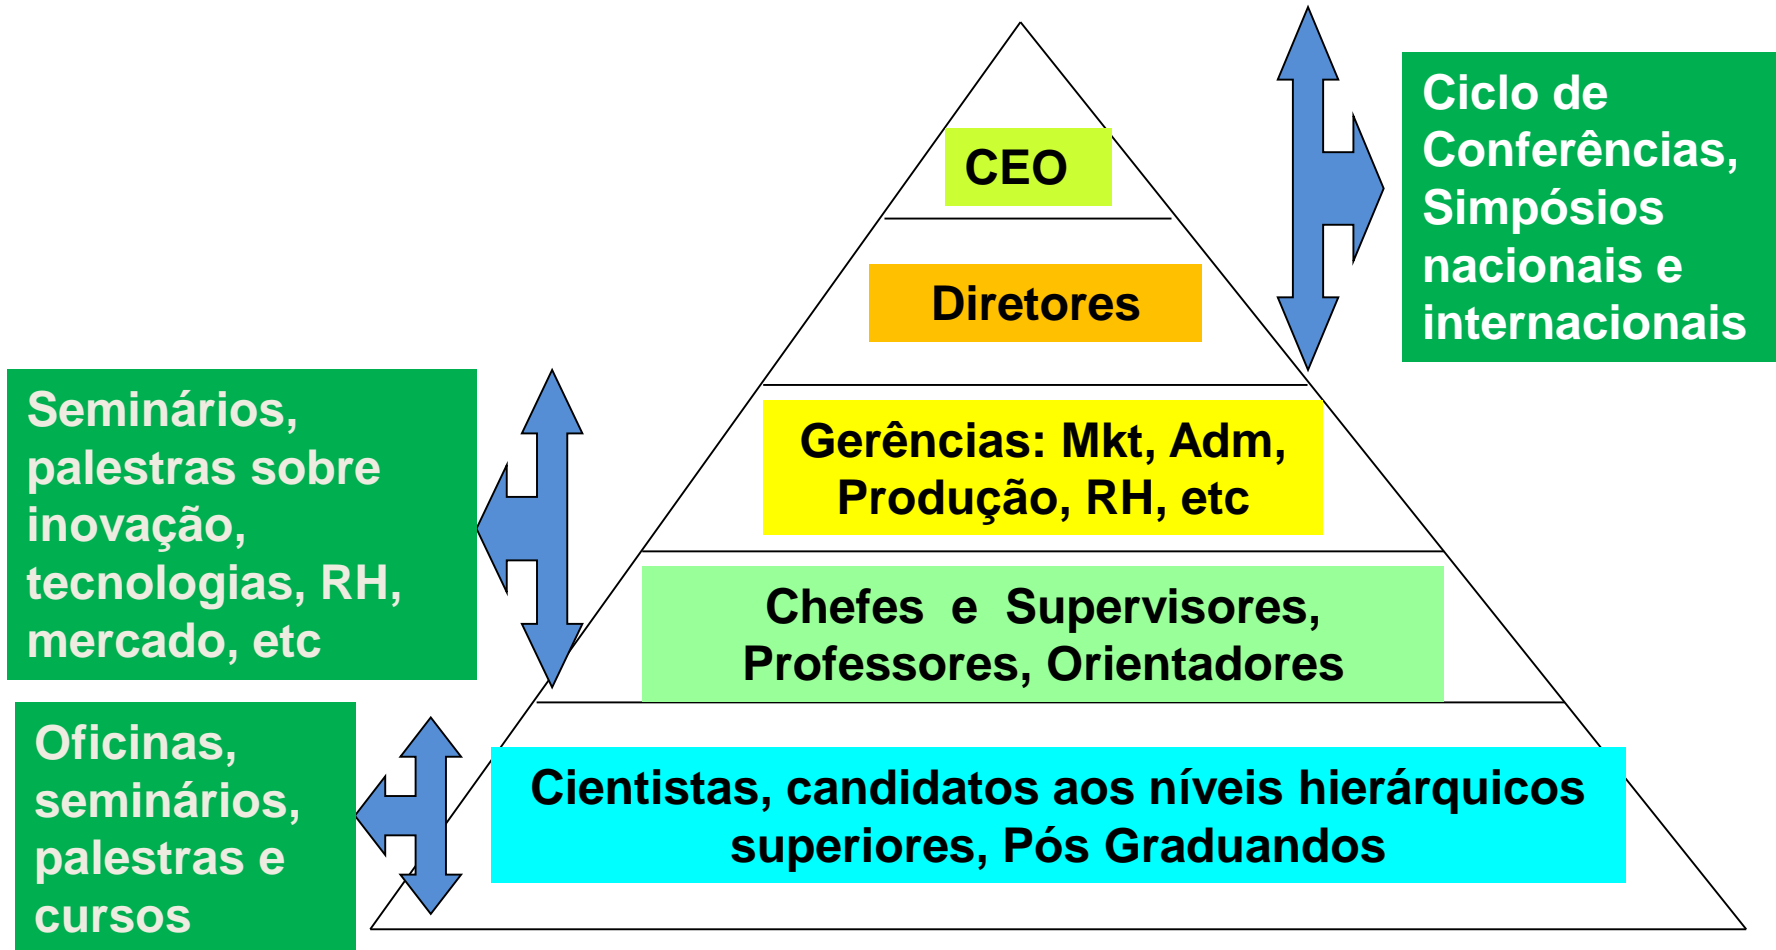 CEO
Diretores
Gerências: Mkt, Adm,
Produção, RH, etc
Chefes e Supervisores,
Professores, Orientadores
Cientistas, candidatos aos níveis hierárquicos
superiores, Pós Graduandos
Ciclo de
Conferências,
Simpósios
nacionais e
internacionais
Seminários,
palestras sobre
inovação,
tecnologias, RH,
mercado, etc
Oficinas,
seminários,
palestras e
cursos